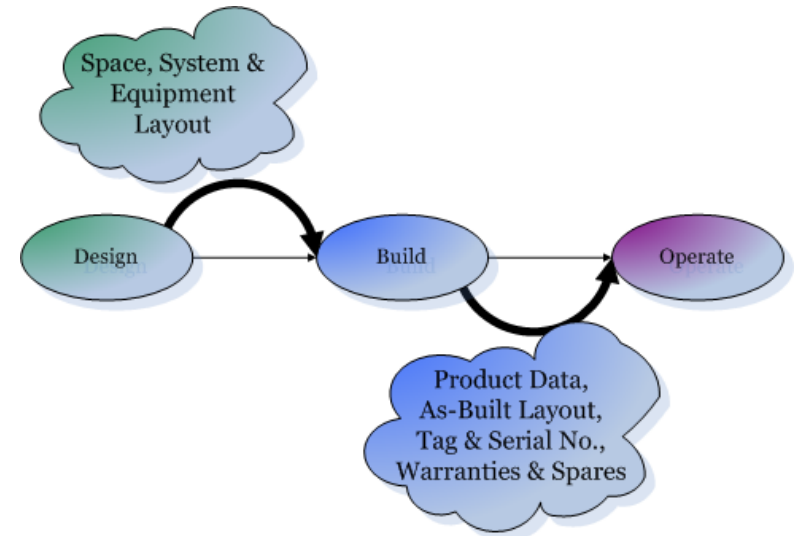 Space, System &
Equipment
Layout
Design
Build
Operate
Product Data,
As-Built Layout,
Tag & Serial No.,
Warranties & Spares